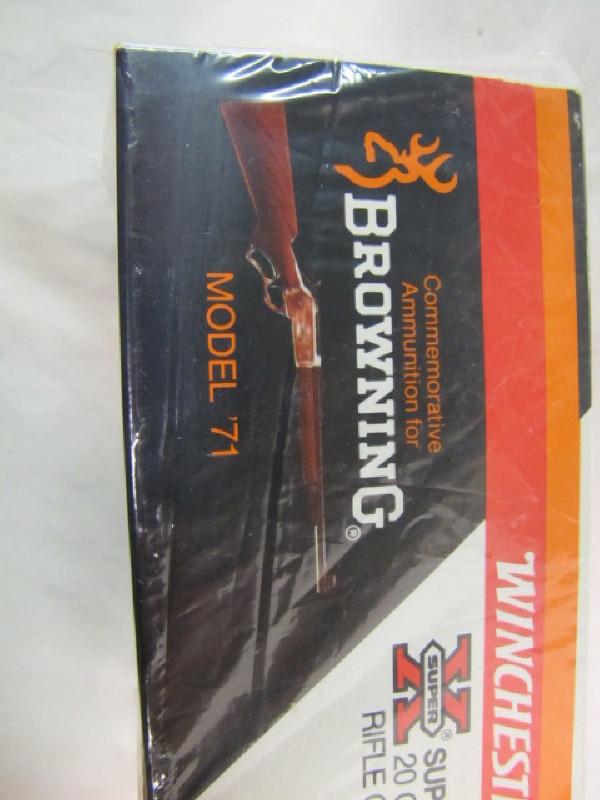 WINCHEST
Commemorative
Ammunition for
BROWNING®
MODEL '71
SUPER X®
SUP
20 C
RIFLE C